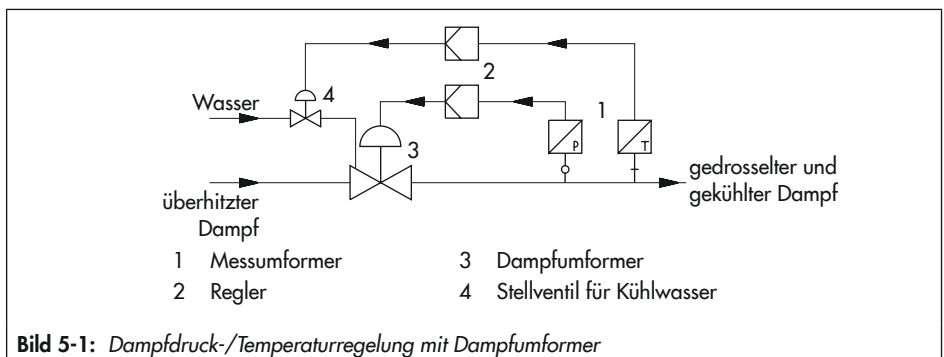 2
4
Wasser
1
3
P
T
gedrosselter und
gekühlter Dampf
überhitzter
Dampf
1 Messumformer
3 Dampfumformer
2 Regler
4 Stellventil für Kühlwasser
Bild 5-1: Dampfdruck-/Temperaturregelung mit Dampfumformer